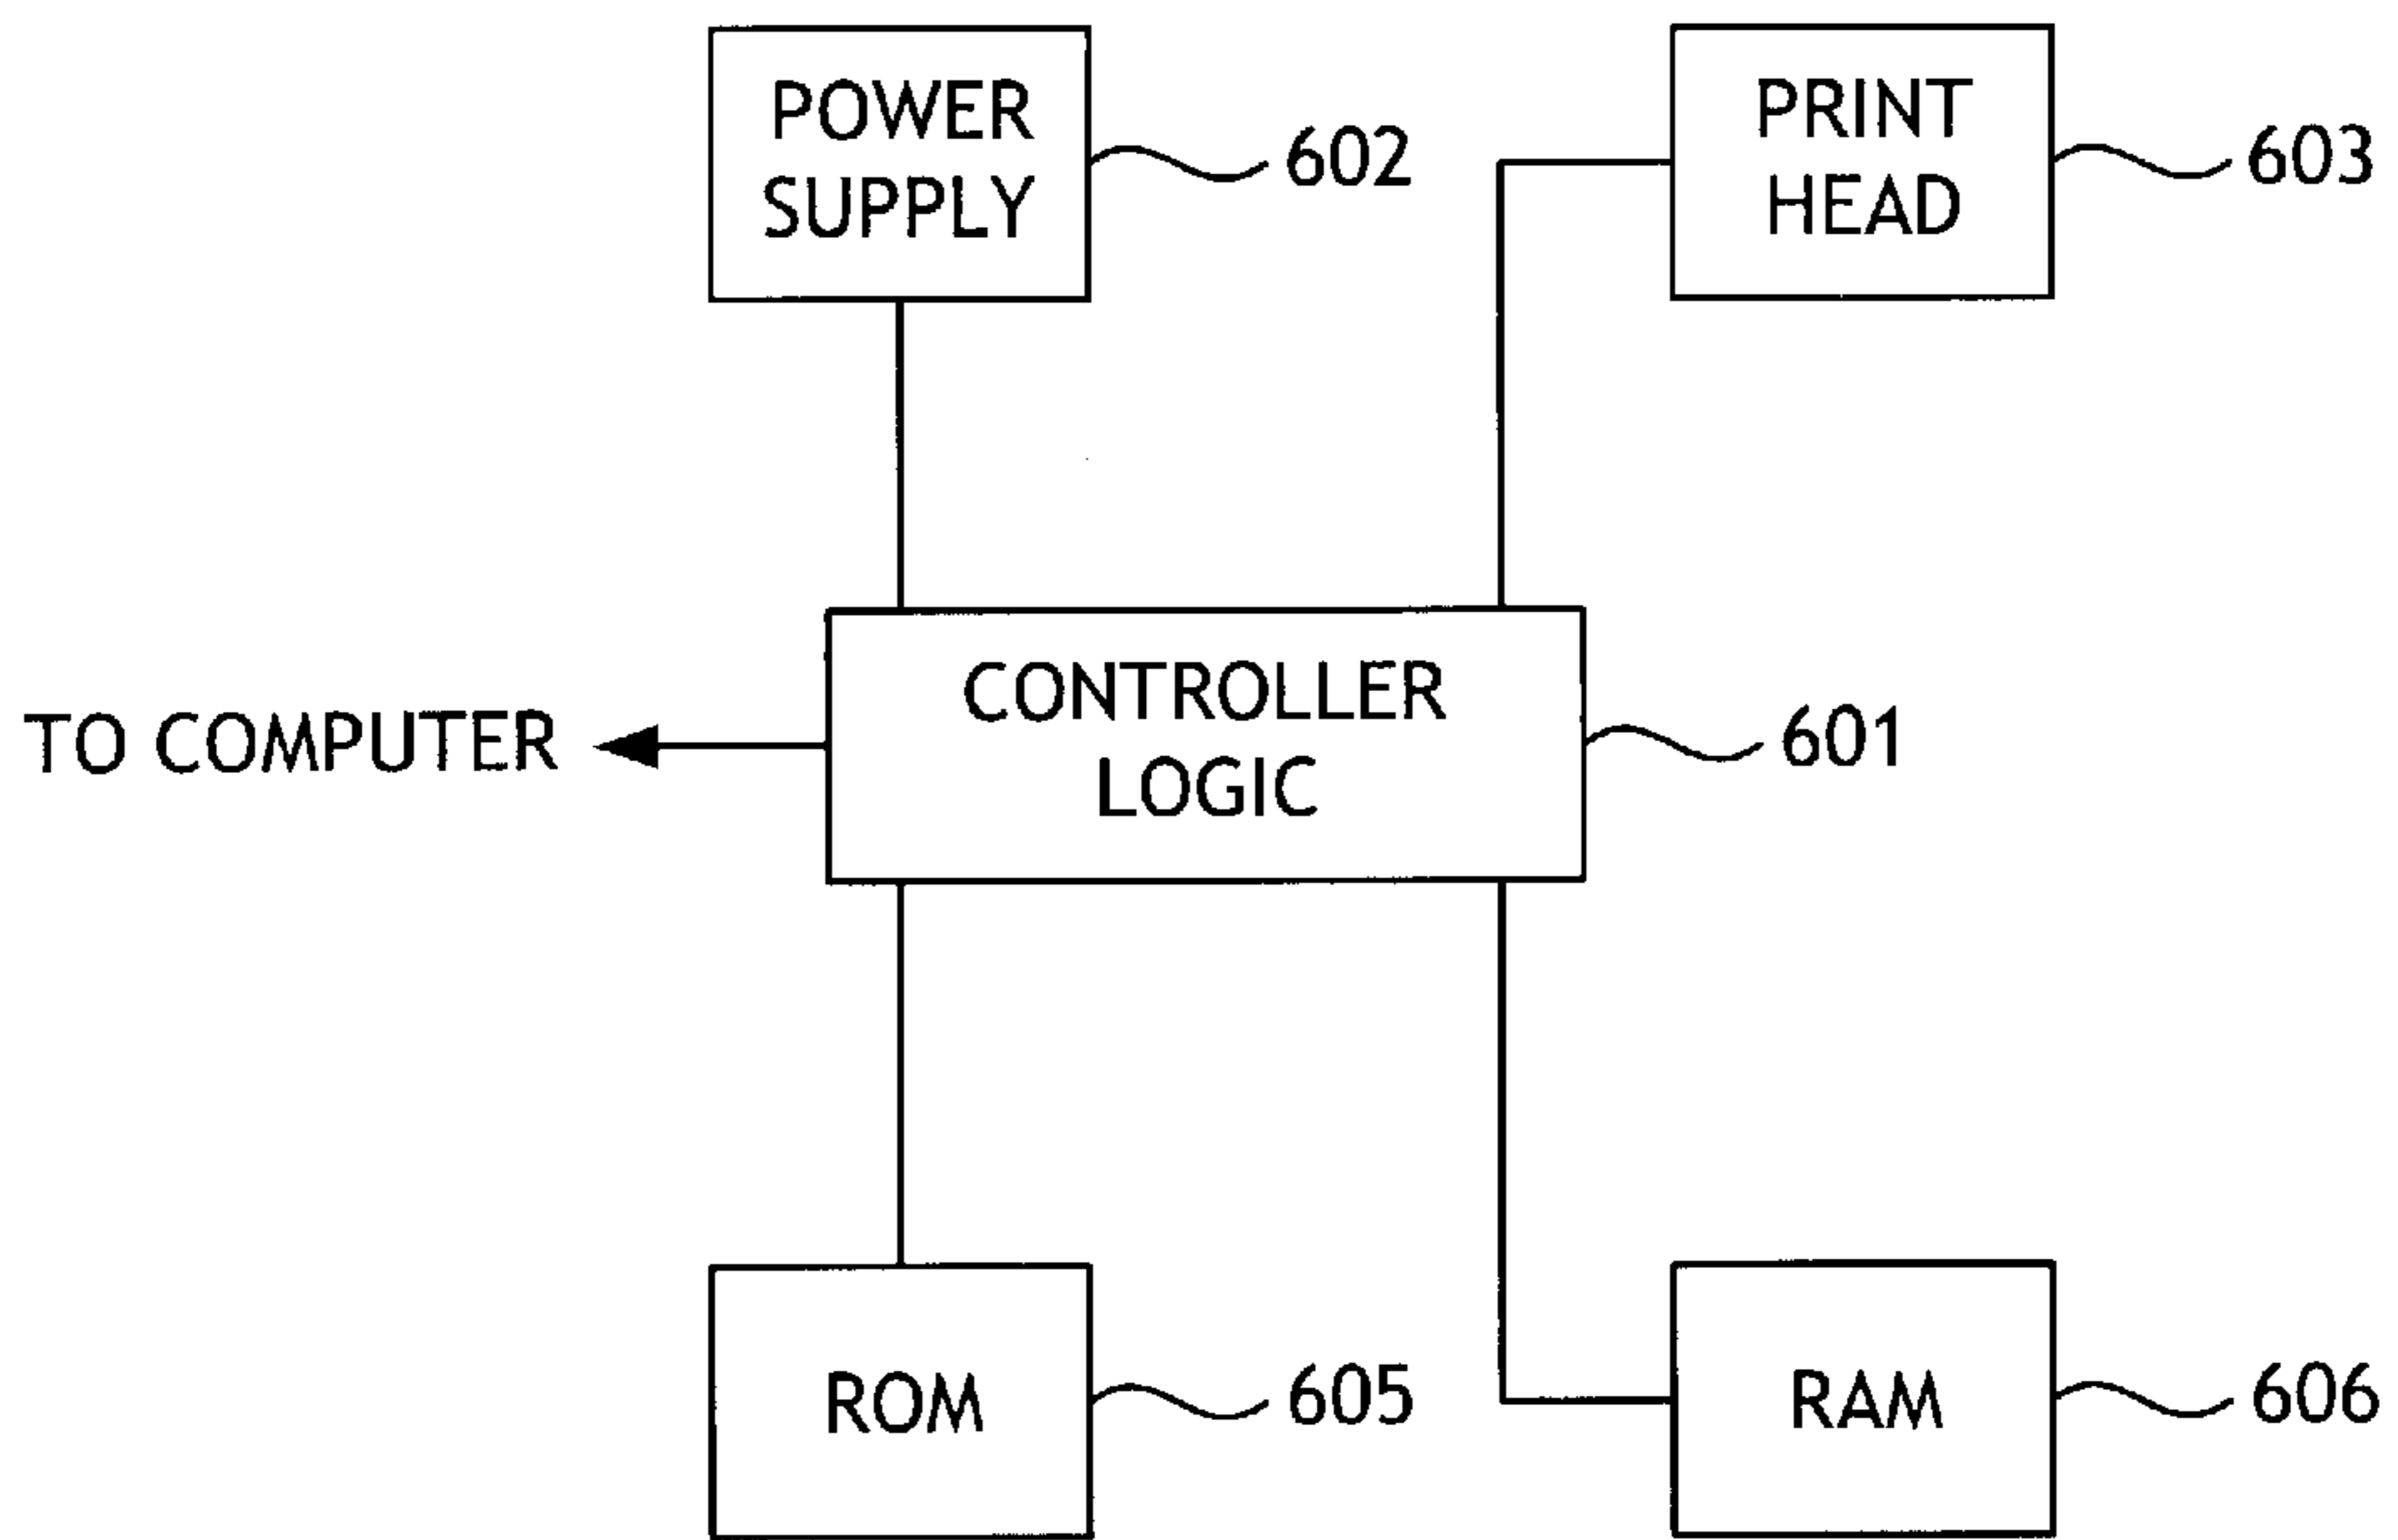 POWER
SUPPLY
602
PRINT
HEAD
603
TO COMPUTER
CONTROLLER
LOGIC
601
ROM
605
RAM
606